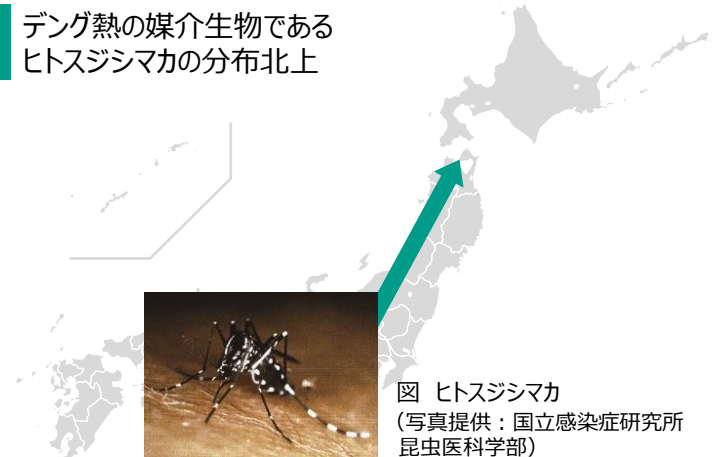 デング熱の媒介生物である
ヒトスジシマカの分布北上
図 ヒトスジシマカ
（写真提供：国立感染症研究所
昆虫医科学部）